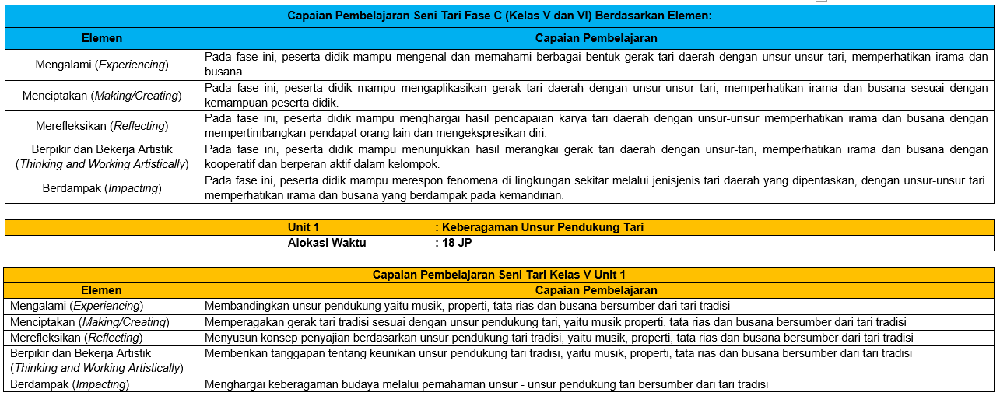 Capaian Pembelajaran Seni Tari Fase C (Kelas V dan VI) Berdasarkan Elemen:
Elemen Capaian Pembelajaran
Mengalami (Experiencing)
Pada fase ini, peserta didik mampu mengenal dan memahami berbagai bentuk gerak tari daerah dengan unsur-unsur tari, memperhatikan irama dan
busana.
Menciptakan (Making/Creating)
Pada fase ini, peserta didik mampu mengaplikasikan gerak tari daerah dengan unsur-unsur tari, memperhatikan irama dan busana sesuai dengan
kemampuan peserta didik.
Merefleksikan (Reflecting)
Pada fase ini, peserta didik mampu menghargai hasil pencapaian karya tari daerah dengan unsur-unsur memperhatikan irama dan busana dengan
mempertimbangkan pendapat orang lain dan mengekspresikan diri.
Berpikir dan Bekerja Artistik
(Thinking and Working Artistically)
Pada fase ini, peserta didik mampu menunjukkan hasil merangkai gerak tari daerah dengan unsur-tari, memperhatikan irama dan busana dengan
kooperatif dan berperan aktif dalam kelompok.
Berdampak (Impacting)
Pada fase ini, peserta didik mampu merespon fenomena di lingkungan sekitar melalui jenisjenis tari daerah yang dipentaskan, dengan unsur-unsur tari.
memperhatikan irama dan busana yang berdampak pada kemandirian.
Unit 1 : Keberagaman Unsur Pendukung Tari
Alokasi Waktu : 18 JP
Capaian Pembelajaran Seni Tari Kelas V Unit 1
Elemen Capaian Pembelajaran
Mengalami (Experiencing) Membandingkan unsur pendukung yaitu musik, properti, tata rias dan busana bersumber dari tari tradisi
Menciptakan (Making/Creating) Memperagakan gerak tari tradisi sesuai dengan unsur pendukung tari, yaitu musik properti, tata rias dan busana bersumber dari tari tradisi
Merefleksikan (Reflecting) Menyusun konsep penyajian berdasarkan unsur pendukung tari tradisi, yaitu musik, properti, tata rias dan busana bersumber dari tari tradisi
Berpikir dan Bekerja Artistik
(Thinking and Working Artistically)
Memberikan tanggapan tentang keunikan unsur pendukung tari tradisi, yaitu musik, properti, tata rias dan busana bersumber dari tari tradisi
Berdampak (Impacting) Menghargai keberagaman budaya melalui pemahaman unsur - unsur pendukung tari bersumber dari tari tradisi